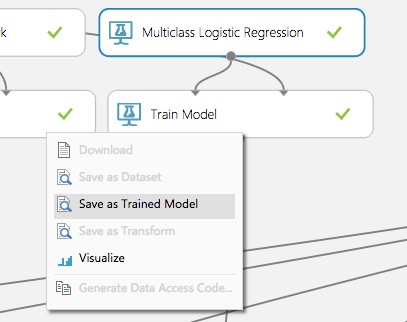 Multiclass Logistic Regression
Train Model
Download
Save as Dataset
Save as Trained Model
Save as Transform
Visualize
Generate Data Access Code...